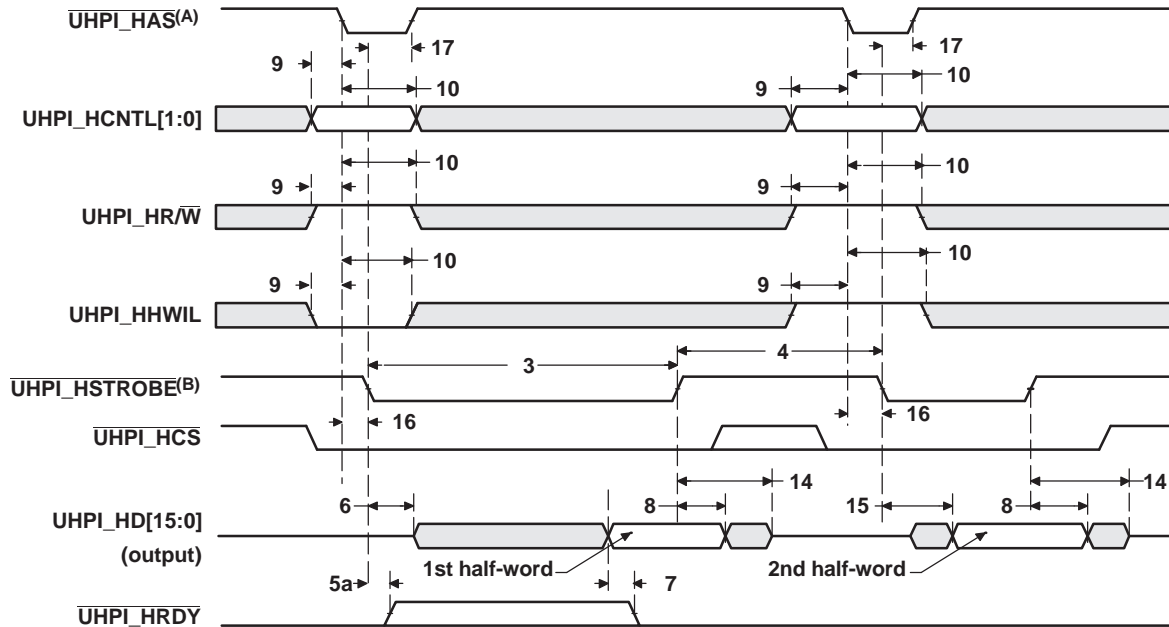 UHPI_HAS(A)
17
17
9
10
9
10
UHPI_HCNTL[1:0]
10
10
9
9
UHPI_HR/W
10
10
9
9
UHPI_HHWIL
3
4
UHPI_HSTROBE(B)
16
16
UHPI_HCS
14
14
6
8
15
8
UHPI_HD[15:0]
(output)
1st half-word
2nd half-word
5a
7
UHPI_HRDY